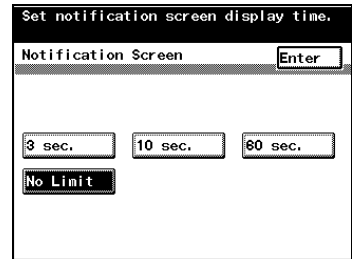 Set notification screen display time.
Notification Screen
Enter
3 sec. 10 sec. 60 sec.
No Limit